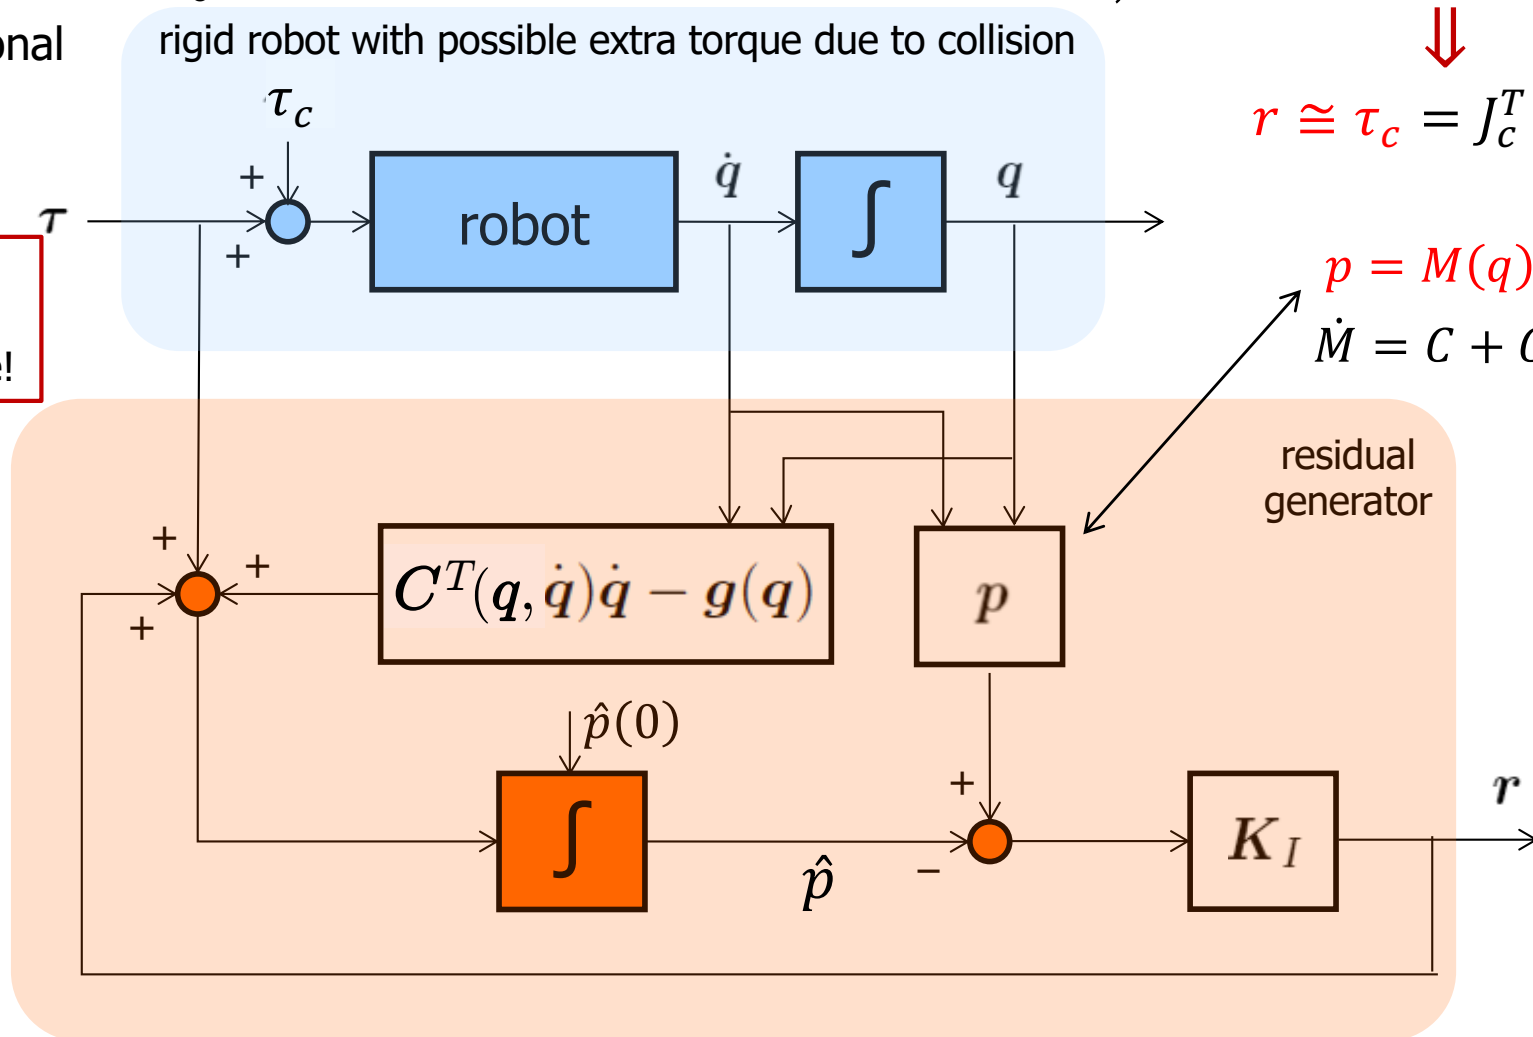 onal
rigid robot with possible extra torque due to collision
τ_c
r ≅ τ_c = J_c^T
+
q̇
q
τ
robot
∫
+
p = M(q)
e!
Ṁ = C +
residual
generator
+
+
C^T(q, q̇)q̇ − g(q)
p
+
p̂(0)
+
r
∫
K_I
p̂
−